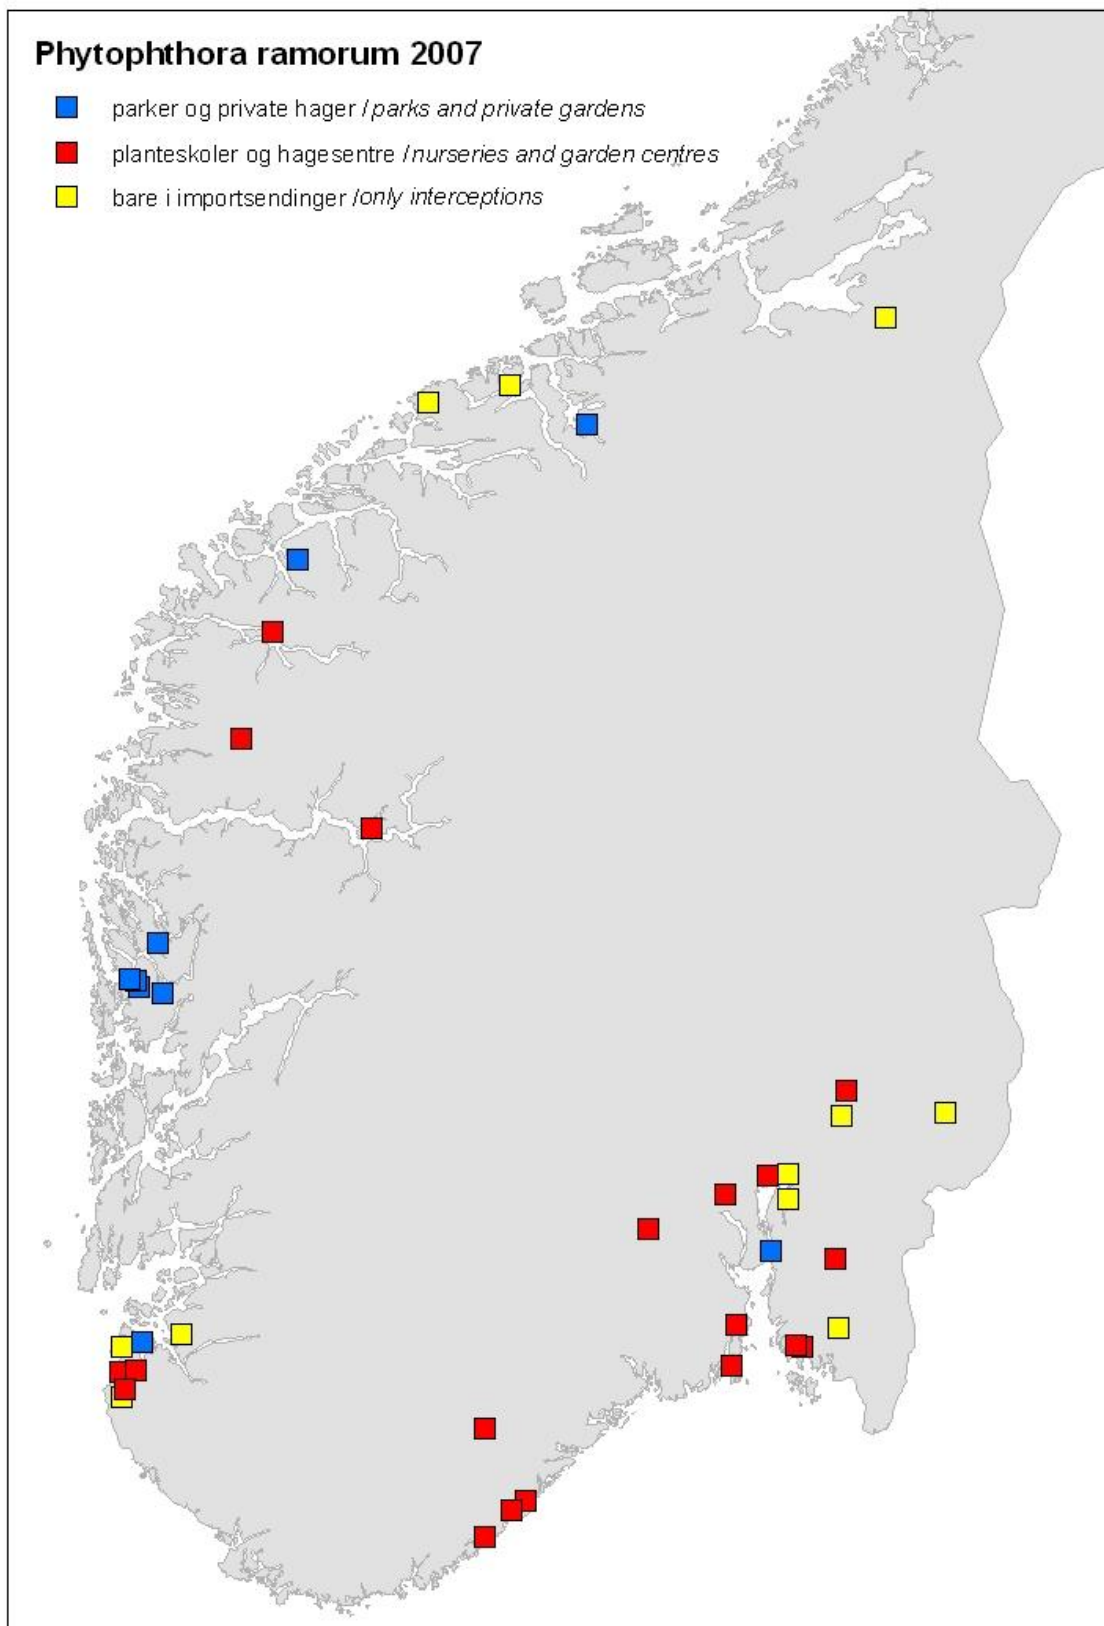 Phytophthora ramorum 2007
parker og private hager / parks and private gardens
planteskoler og hagesentre / nurseries and garden centres
bare i importsendinger / only interceptions